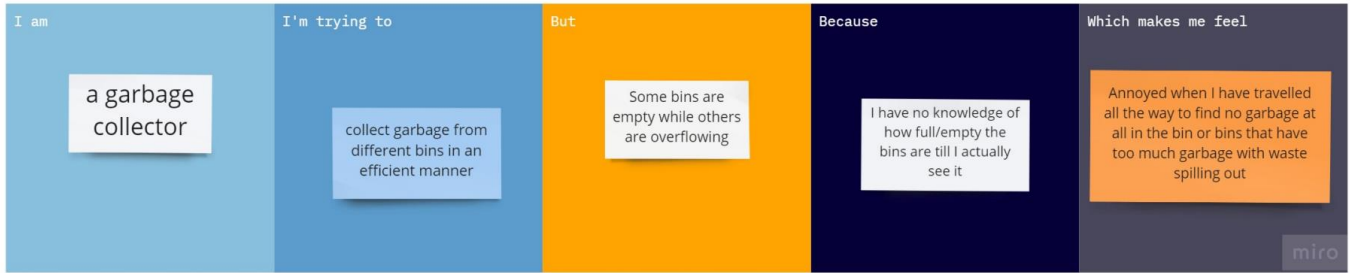 I am
a garbage
collector
I'm trying to
collect garbage from
different bins in an
efficient manner
But
Some bins are
empty while others
are overflowing
Because
I have no knowledge of
how full/empty the
bins are till I actually
see it
Which makes me feel
Annoyed when I have travelled
all the way to find no garbage at
all in the bin or bins that have
too much garbage with waste
spilling out
miro